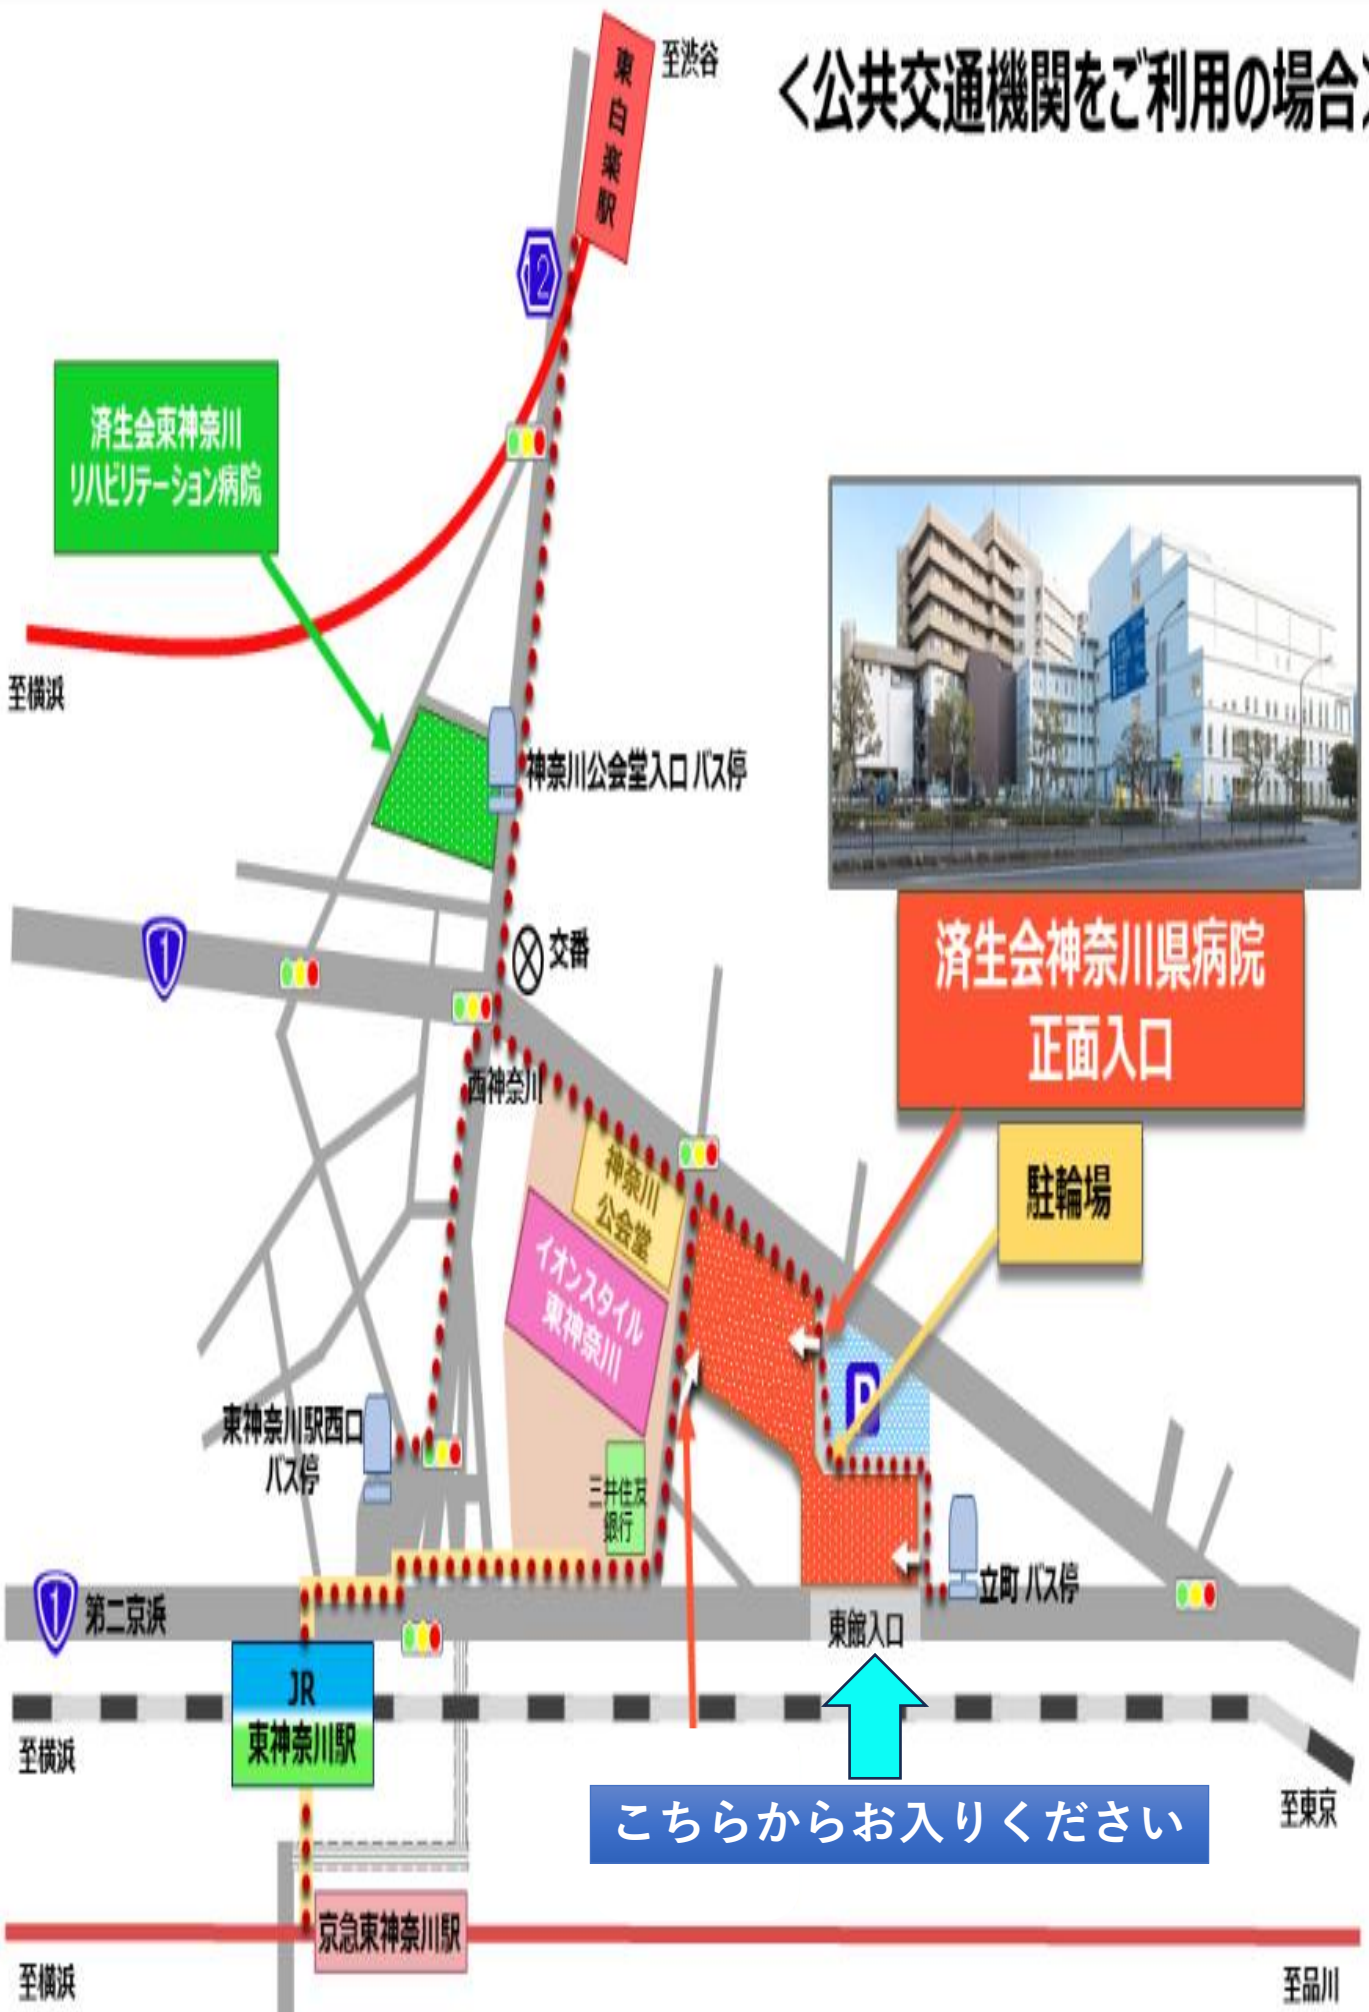 ＜公共交通機関をご利用の場合＞
東白楽駅
至渋谷
12
済生会東神奈川
リハビリテーション病院
至横浜
神奈川公会堂入口 バス停
1
交番
済生会神奈川県病院
正面入口
西神奈川
神奈川
公会堂
駐輪場
イオンスタイル
東神奈川
P
東神奈川駅西口
バス停
三井住友
銀行
立町 バス停
1
第二京浜
東館入口
JR
東神奈川駅
至横浜
至東京
こちらからお入りください
京急東神奈川駅
至横浜
至品川